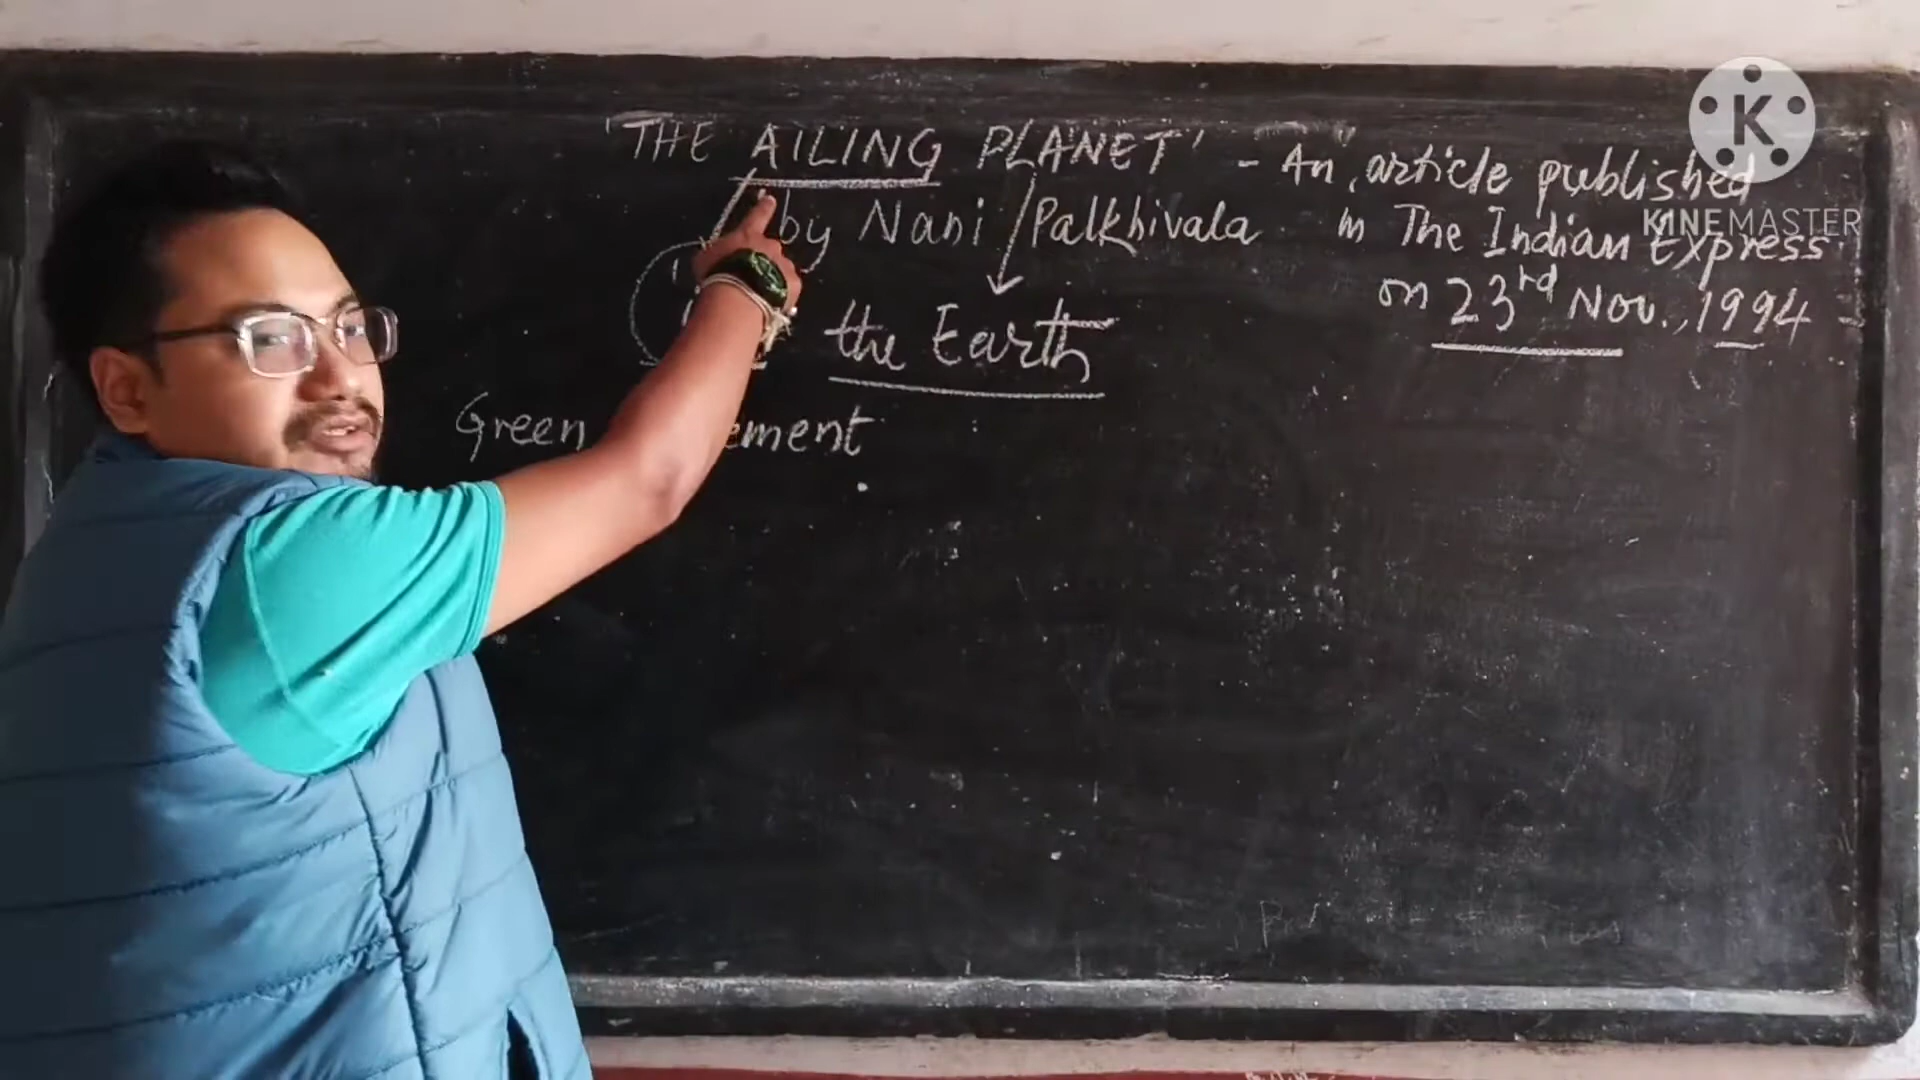 'THE AILING PLANET' - An article published
by Nani Palkhivala in The Indian Express
on 23rd Nov., 1994
the Earth
Green
K
KINEMASTER